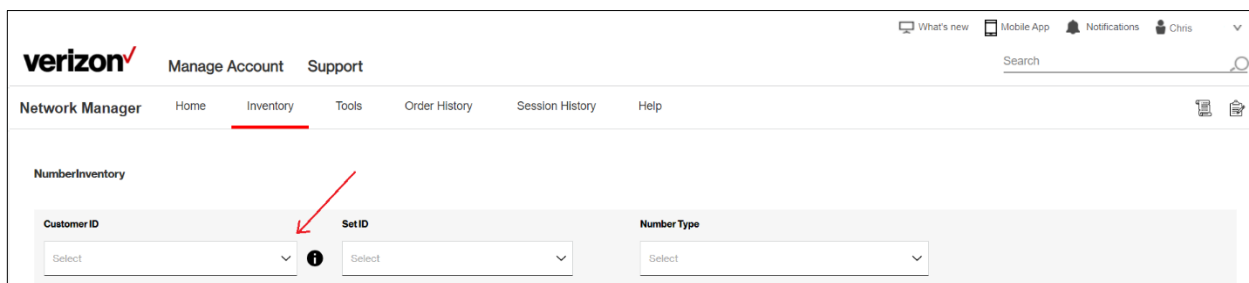 What's new Mobile App Notifications Chris
verizon Manage Account Support Search
Network Manager Home Inventory Tools Order History Session History Help
NumberInventory
Customer ID Set ID Number Type
Select Select Select